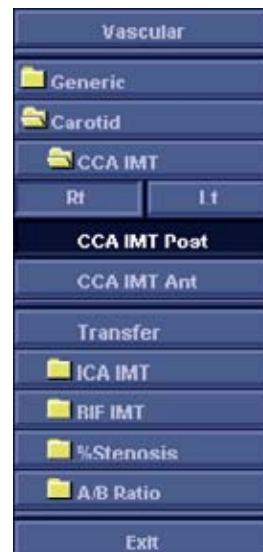 Vascular
Generic
Carotid
CCA IMT
Rt Lt
CCA IMT Post
CCA IMT Ant
Transfer
ICA IMT
BIF IMT
%Stenosis
A/B Ratio
Exit